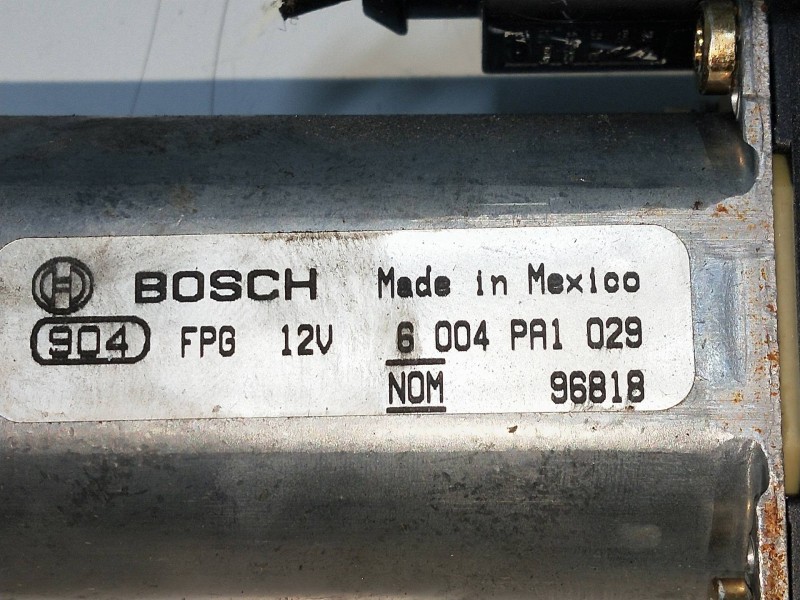 BOSCH Made in Mexico
904 FPG 12V 6 004 PA1 029
NOM 96818